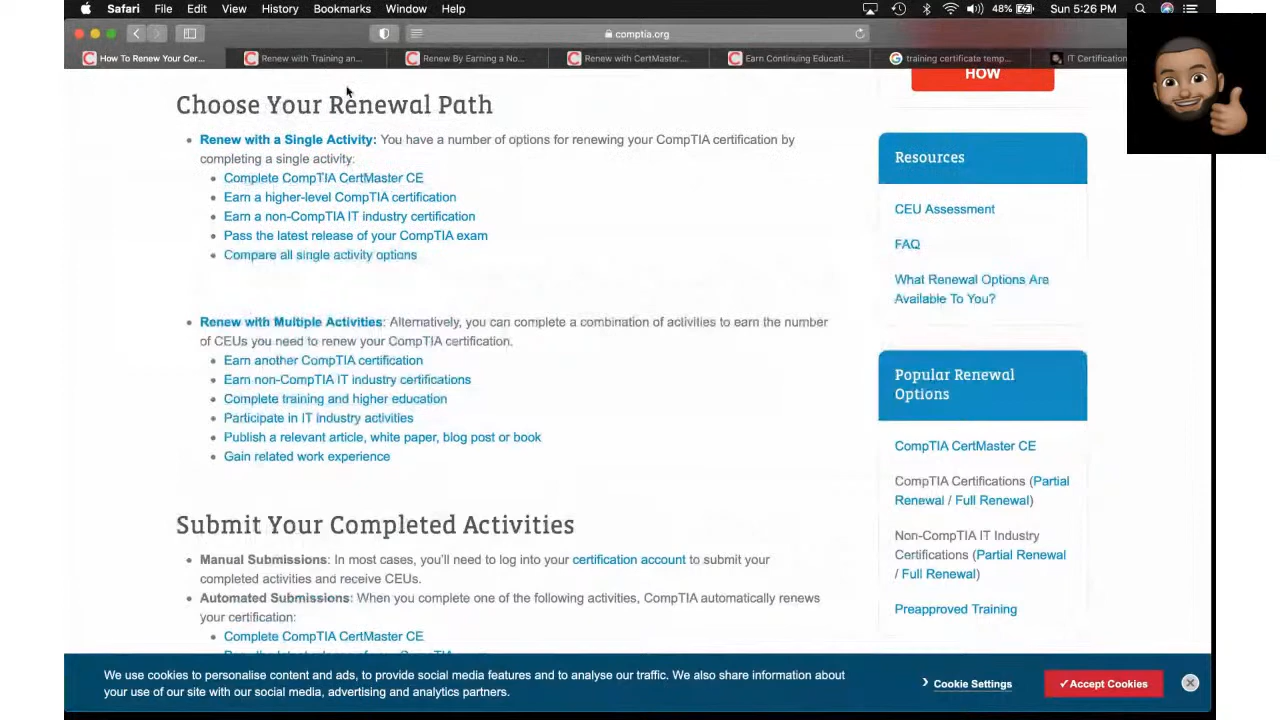 Safari File Edit View History Bookmarks Window Help 48% Sun 5:26 PM
comptia.org
How To Renew Your Cer... Renew with Training an... Renew By Earning a No... Renew with CertMaster... Earn Continuing Educati... training certificate temp... IT Certification
HOW
Choose Your Renewal Path
Renew with a Single Activity: You have a number of options for renewing your CompTIA certification by
completing a single activity:
Complete CompTIA CertMaster CE
Earn a higher-level CompTIA certification
Earn a non-CompTIA IT industry certification
Pass the latest release of your CompTIA exam
Compare all single activity options
Renew with Multiple Activities: Alternatively, you can complete a combination of activities to earn the number
of CEUs you need to renew your CompTIA certification.
Earn another CompTIA certification
Earn non-CompTIA IT industry certifications
Complete training and higher education
Participate in IT industry activities
Publish a relevant article, white paper, blog post or book
Gain related work experience
Submit Your Completed Activities
Manual Submissions: In most cases, you'll need to log into your certification account to submit your
completed activities and receive CEUs.
Automated Submissions: When you complete one of the following activities, CompTIA automatically renews
your certification:
Complete CompTIA CertMaster CE
Resources
CEU Assessment
FAQ
What Renewal Options Are
Available To You?
Popular Renewal
Options
CompTIA CertMaster CE
CompTIA Certifications (Partial
Renewal / Full Renewal)
Non-CompTIA IT Industry
Certifications (Partial Renewal
/ Full Renewal)
Preapproved Training
We use cookies to personalise content and ads, to provide social media features and to analyse our traffic. We also share information about
your use of our site with our social media, advertising and analytics partners.
Cookie Settings
✓Accept Cookies